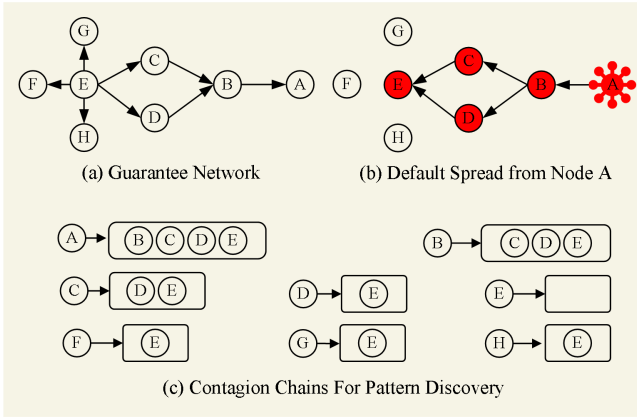 G
G
C
C
F
E
B
A
F
E
B
A
D
D
H
H
(a) Guarantee Network
(b) Default Spread from Node A
A B C D E
B C D E
C D E
D E
E
F E
G E
H E
(c) Contagion Chains For Pattern Discovery